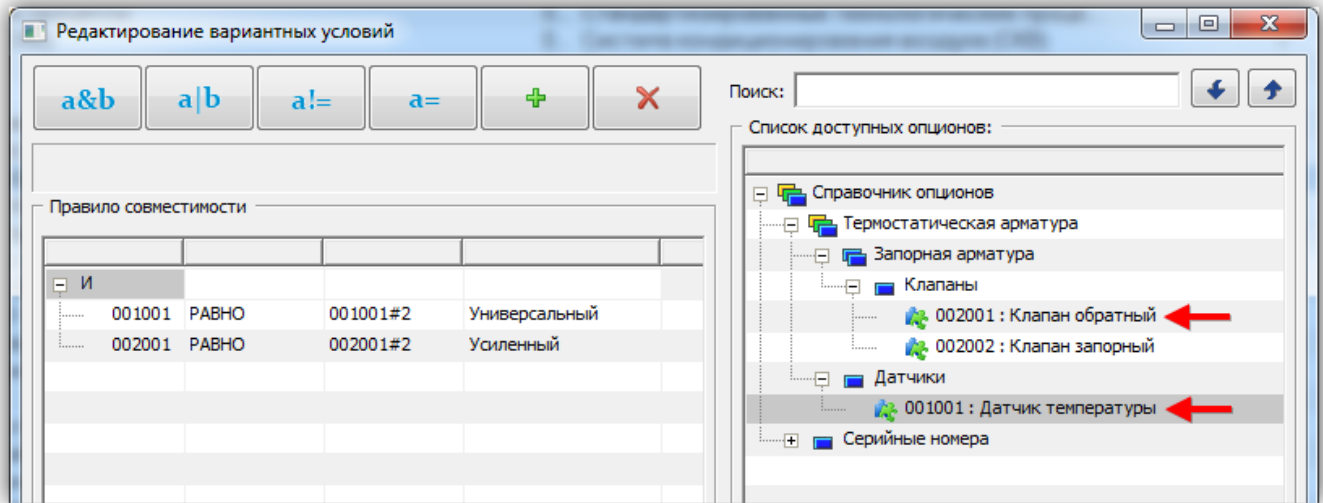 Редактирование вариантных условий
a&b a|b a!= a=
Поиск:
Список доступных опционов:
Правило совместимости
И
001001 РАВНО 001001#2 Универсальный
002001 РАВНО 002001#2 Усиленный
Справочник опционов
Термостатическая арматура
Запорная арматура
Клапаны
002001 : Клапан обратный
002002 : Клапан запорный
Датчики
001001 : Датчик температуры
Серийные номера